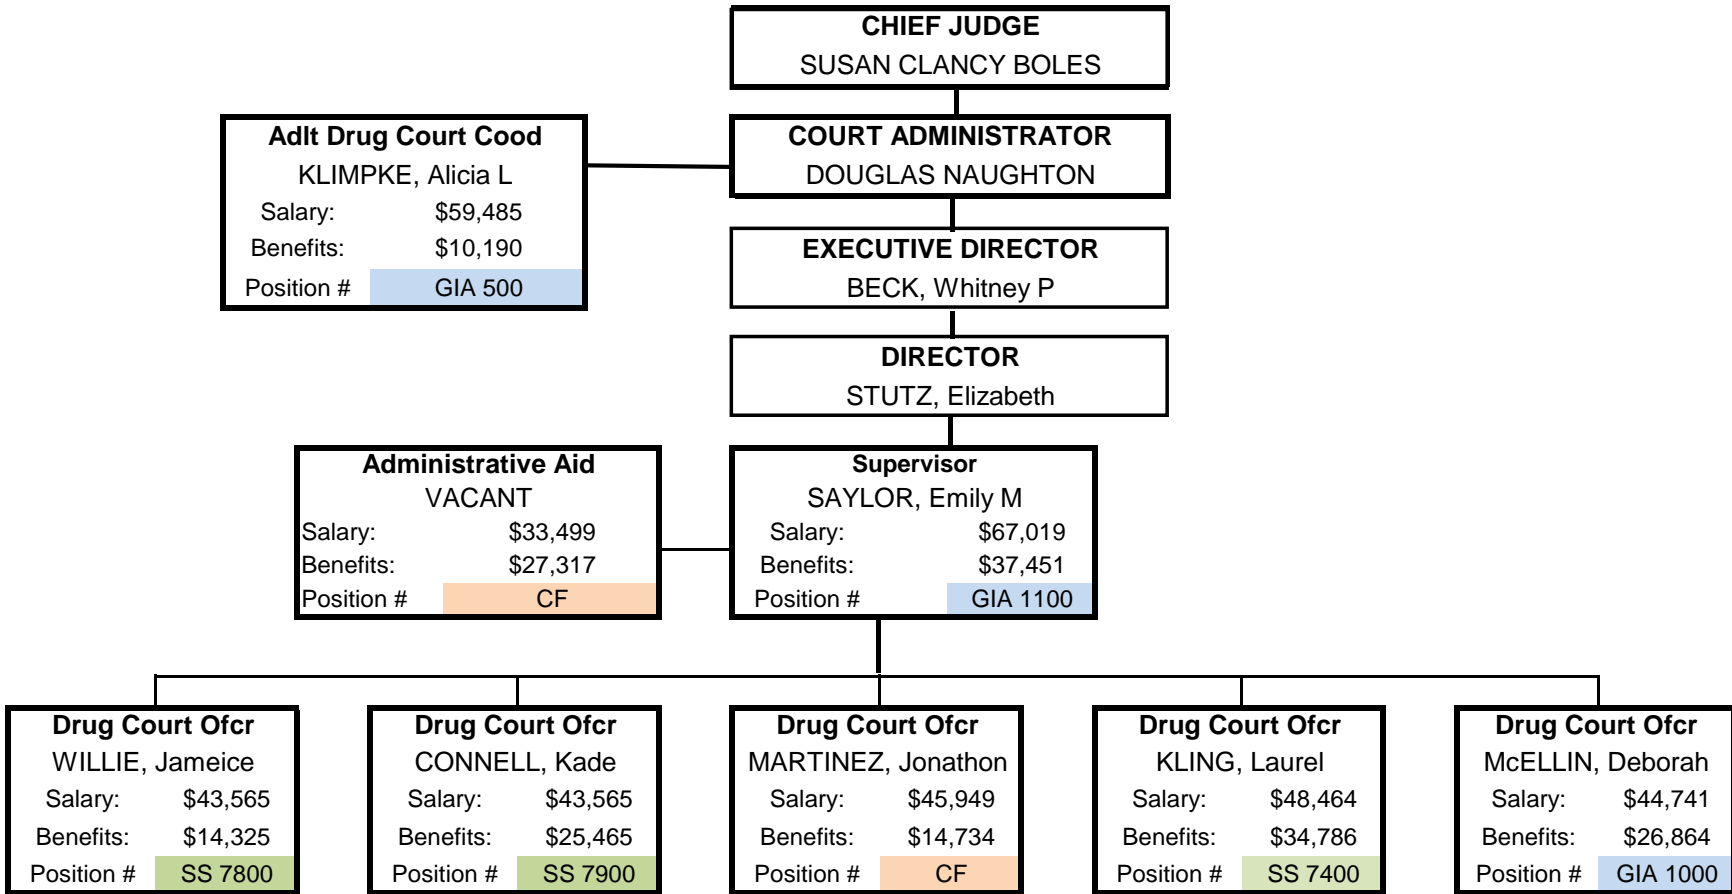 CHIEF JUDGE
SUSAN CLANCY BOLES
Adlt Drug Court Cood
KLIMPKE, Alicia L
Salary: $59,485
Benefits: $10,190
Position # GIA 500
COURT ADMINISTRATOR
DOUGLAS NAUGHTON
EXECUTIVE DIRECTOR
BECK, Whitney P
DIRECTOR
STUTZ, Elizabeth
Administrative Aid
VACANT
Salary: $33,499
Benefits: $27,317
Position # CF
Supervisor
SAYLOR, Emily M
Salary: $67,019
Benefits: $37,451
Position # GIA 1100
Drug Court Ofcr
WILLIE, Jameice
Salary: $43,565
Benefits: $14,325
Position # SS 7800
Drug Court Ofcr
CONNELL, Kade
Salary: $43,565
Benefits: $25,465
Position # SS 7900
Drug Court Ofcr
MARTINEZ, Jonathon
Salary: $45,949
Benefits: $14,734
Position # CF
Drug Court Ofcr
KLING, Laurel
Salary: $48,464
Benefits: $34,786
Position # SS 7400
Drug Court Ofcr
McELLIN, Deborah
Salary: $44,741
Benefits: $26,864
Position # GIA 1000